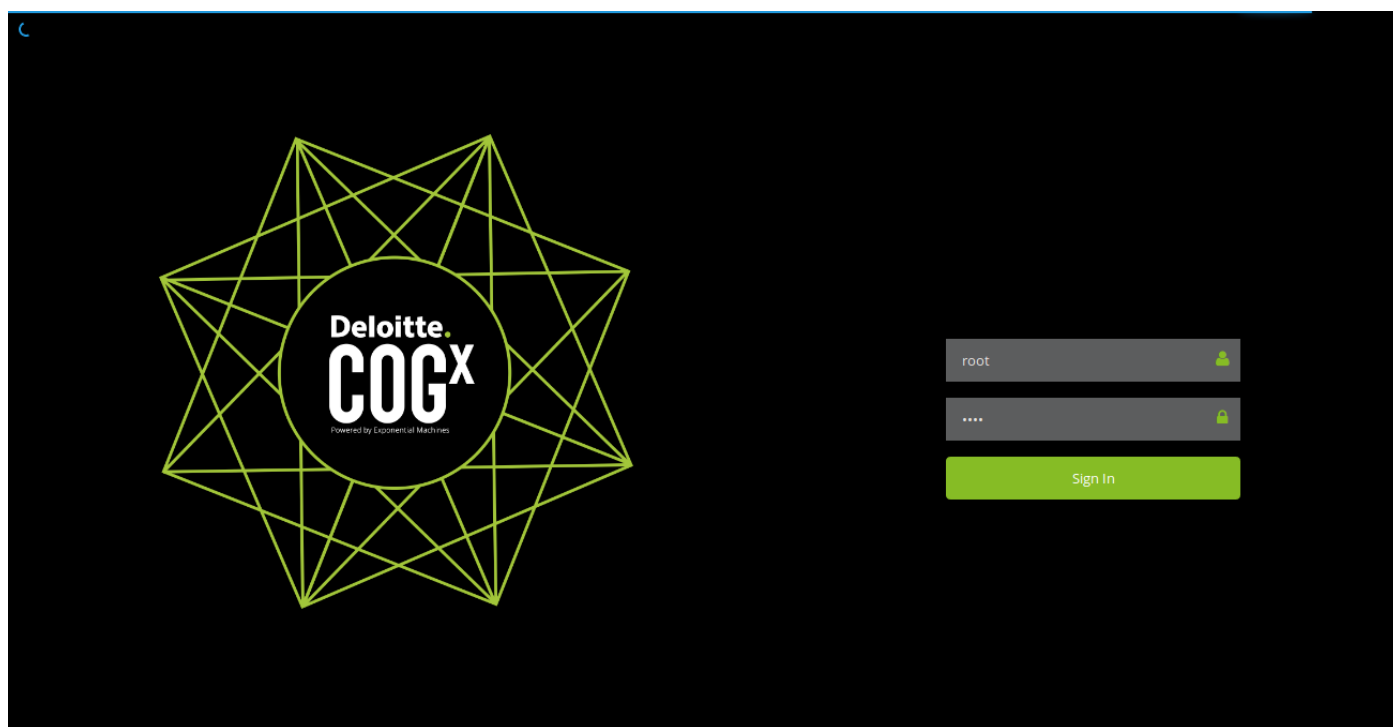 Deloitte.
COGX
Powered by Exponential Machines
root
••••
Sign In